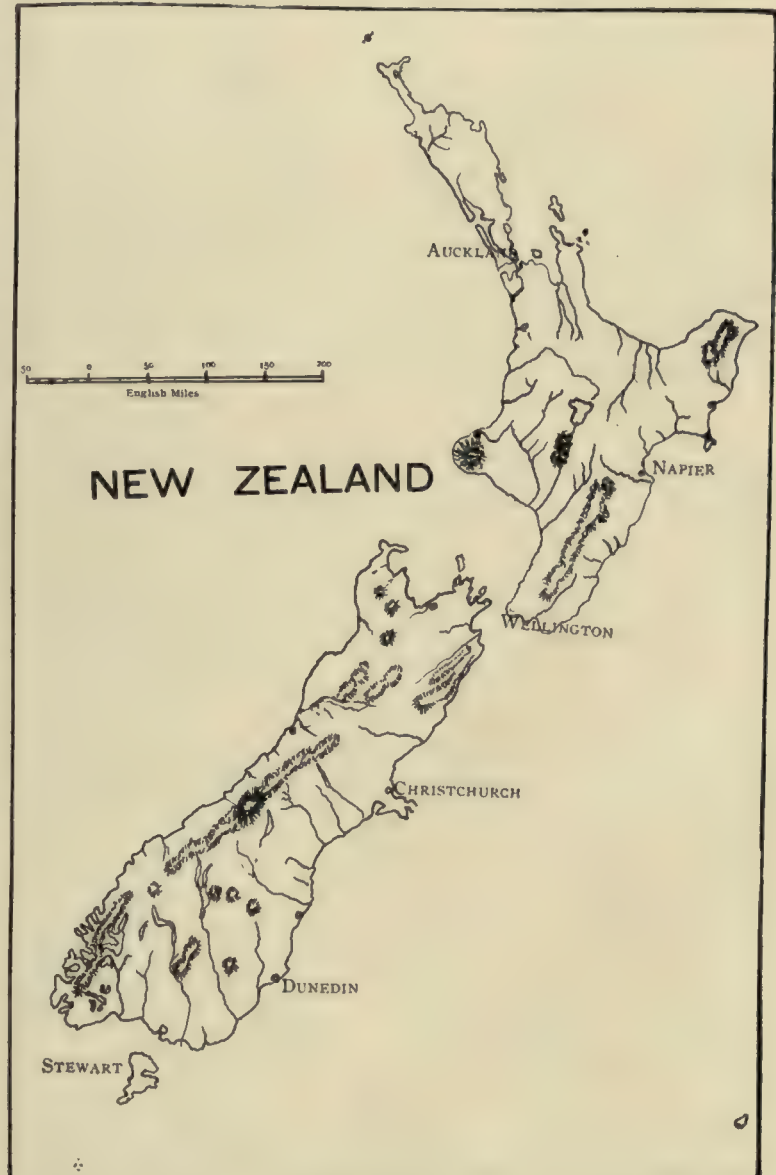 AUCKLAND
50 0 50 100 150 200
English Miles
NEW ZEALAND
NAPIER
WELLINGTON
CHRISTCHURCH
DUNEDIN
STEWART